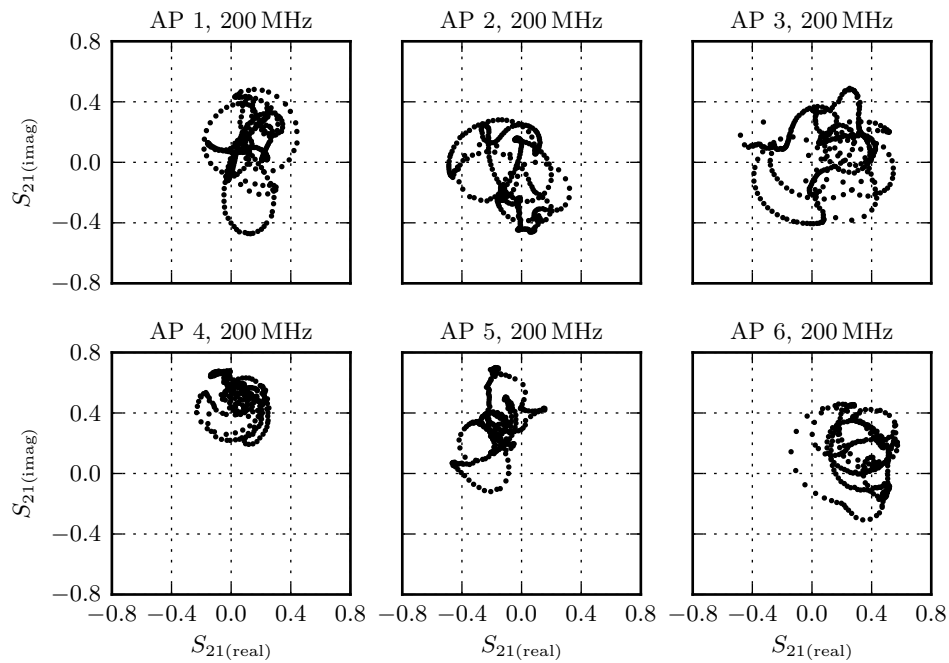 AP 1, 200 MHz
AP 2, 200 MHz
AP 3, 200 MHz
0.8
0.4
0.0
−0.4
−0.8
S21(imag)
AP 4, 200 MHz
AP 5, 200 MHz
AP 6, 200 MHz
0.8
0.4
0.0
−0.4
−0.8
S21(imag)
−0.8 −0.4 0.0 0.4 0.8
−0.8 −0.4 0.0 0.4 0.8
−0.8 −0.4 0.0 0.4 0.8
S21(real)
S21(real)
S21(real)